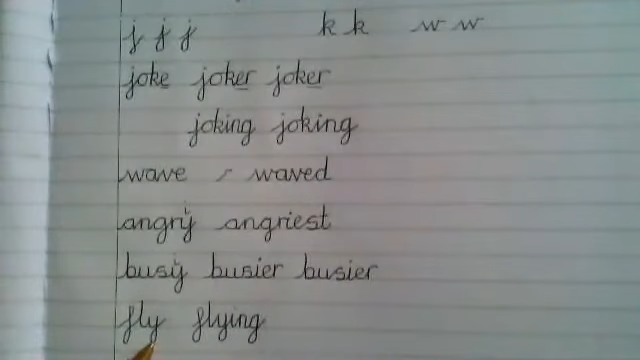 j j j k k w w
joke joker joker
joking joking
wave waved
angry angriest
busy busier busier
fly flying